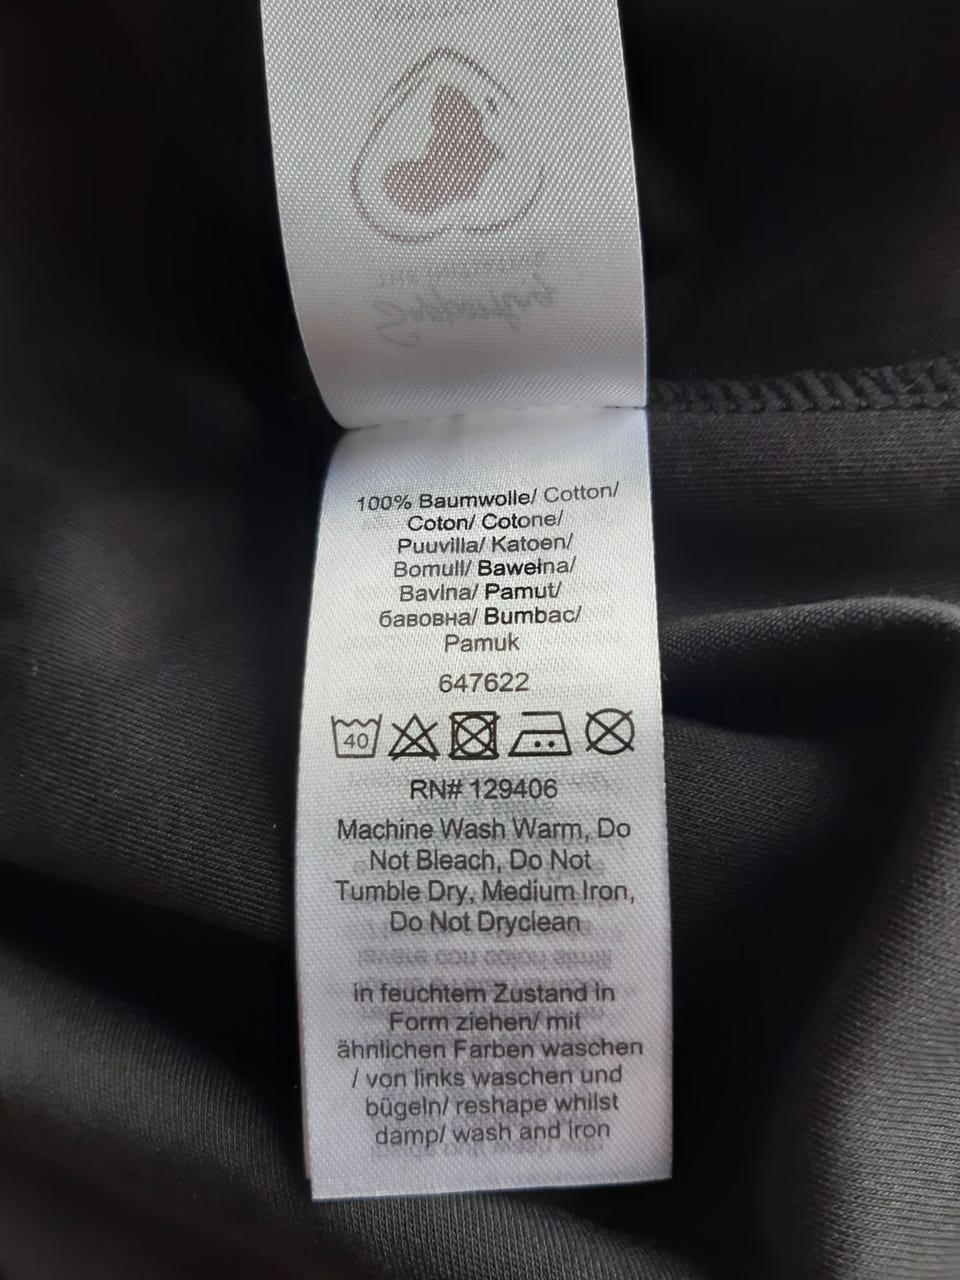 100% Baumwolle/ Cotton/
Coton/ Cotone/
Puuvilla/ Katoen/
Bomull/ Bawełna/
Bavlna/ Pamut/
бавовна/ Bumbac/
Pamuk
647622
40
RN# 129406
Machine Wash Warm, Do
Not Bleach, Do Not
Tumble Dry, Medium Iron,
Do Not Dryclean
in feuchtem Zustand in
Form ziehen/ mit
ähnlichen Farben waschen
/ von links waschen und
bügeln/ reshape whilst
damp/ wash and iron